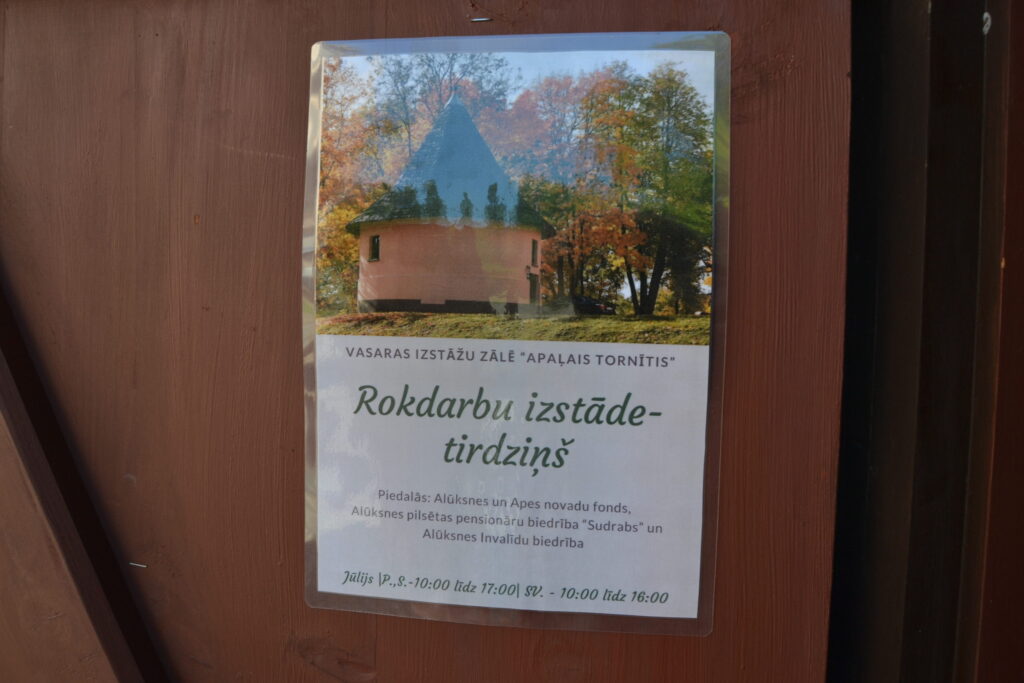 VASARAS IZSTĀŽU ZĀLĒ "APAĻAIS TORNĪTIS"
Rokdarbu izstāde-
tirdziņš
Piedalās: Alūksnes un Apes novadu fonds,
Alūksnes pilsētas pensionāru biedrība "Sudrabs" un
Alūksnes Invalīdu biedrība
Jūlijs |P.,S.-10:00 līdz 17:00| SV. - 10:00 līdz 16:00